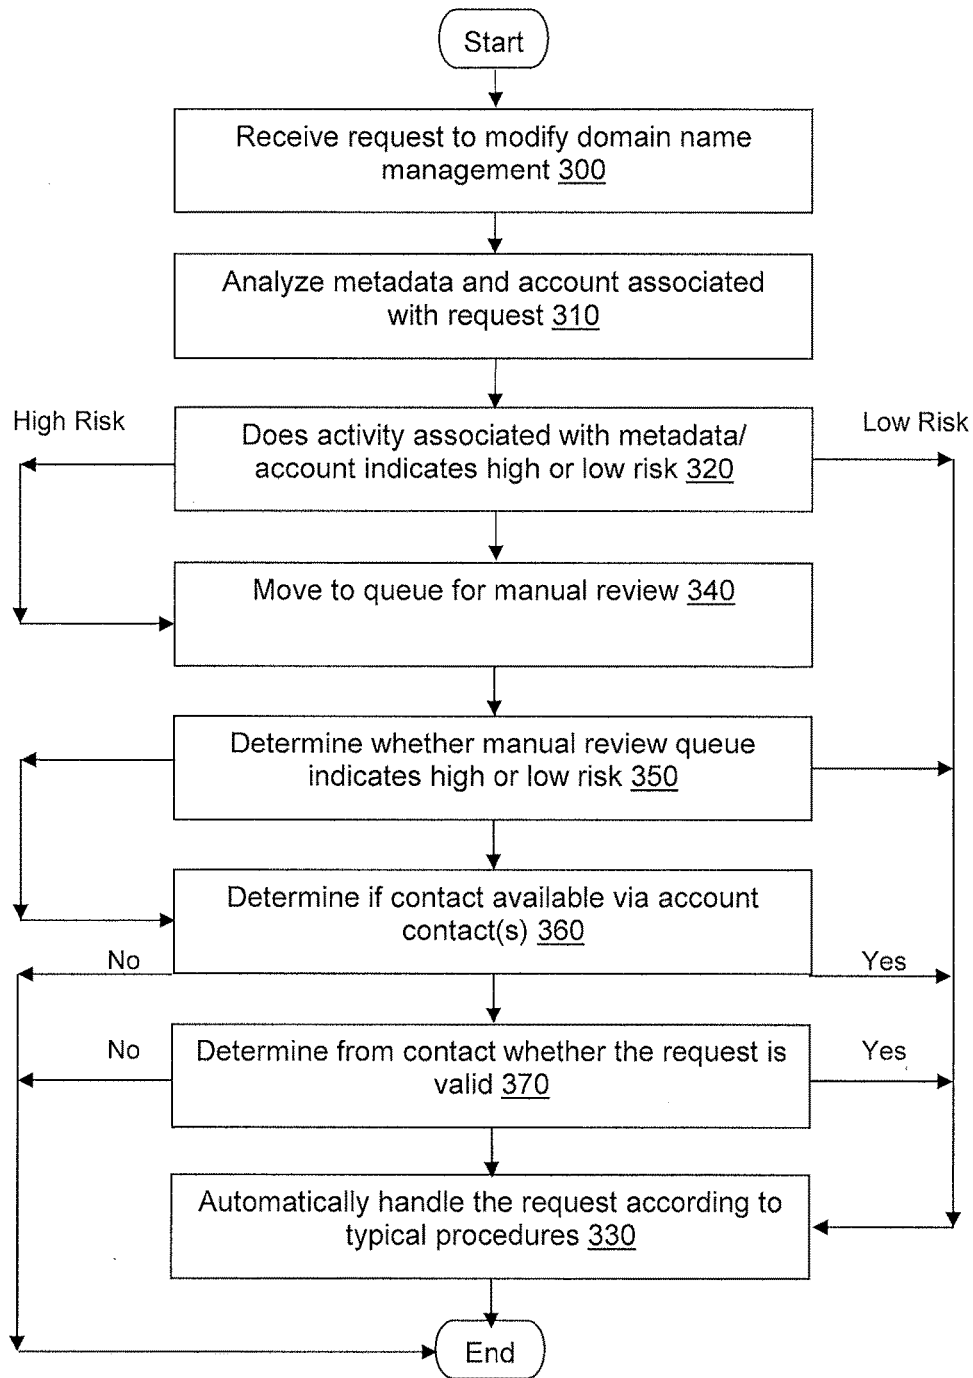 Start
Receive request to modify domain name
management 300
Analyze metadata and account associated
with request 310
High Risk
Low Risk
Does activity associated with metadata/
account indicates high or low risk 320
Move to queue for manual review 340
Determine whether manual review queue
indicates high or low risk 350
Determine if contact available via account
contact(s) 360
No
Yes
No
Determine from contact whether the request is
valid 370
Yes
Automatically handle the request according to
typical procedures 330
End